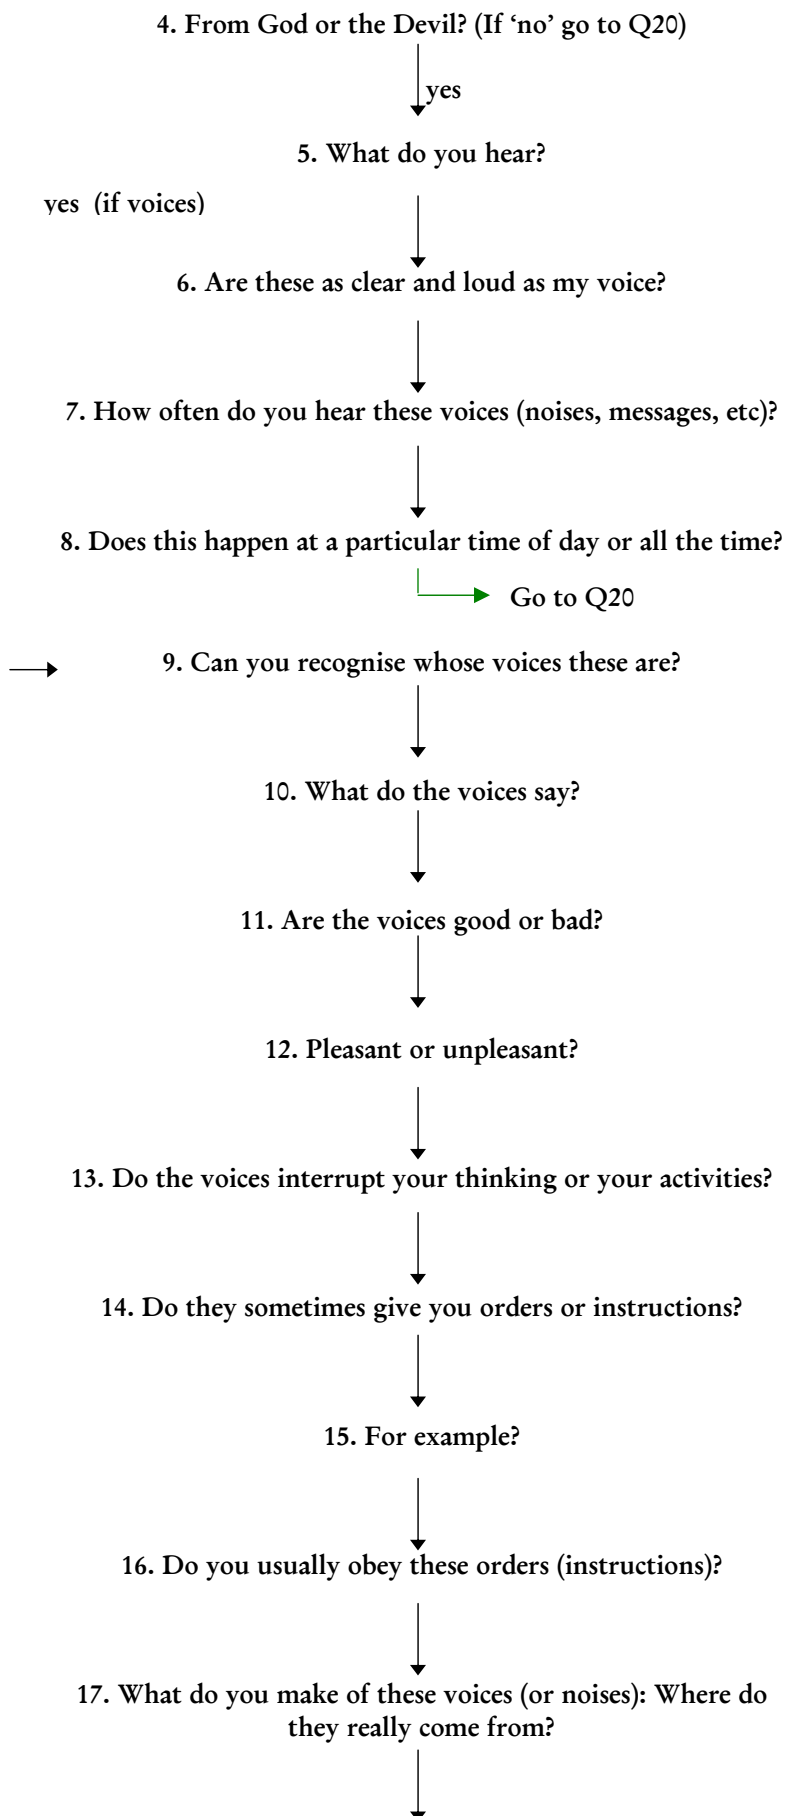 4. From God or the Devil? (If ‘no’ go to Q20)
yes
5. What do you hear?
yes (if voices)
6. Are these as clear and loud as my voice?
7. How often do you hear these voices (noises, messages, etc)?
8. Does this happen at a particular time of day or all the time?
Go to Q20
9. Can you recognise whose voices these are?
10. What do the voices say?
11. Are the voices good or bad?
12. Pleasant or unpleasant?
13. Do the voices interrupt your thinking or your activities?
14. Do they sometimes give you orders or instructions?
15. For example?
16. Do you usually obey these orders (instructions)?
17. What do you make of these voices (or noises): Where do
they really come from?